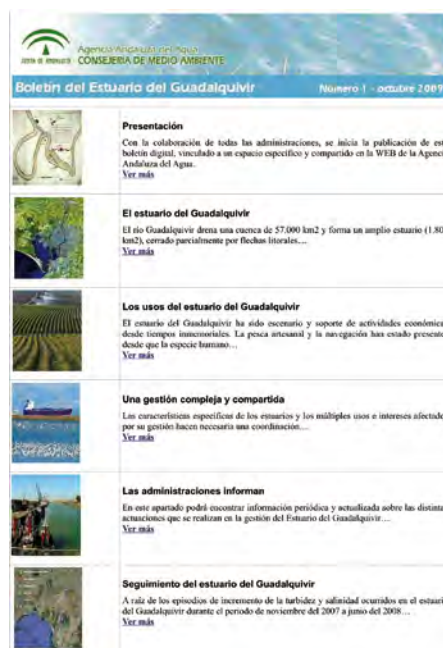 Agencia Andaluza del Agua
CONSEJERÍA DE MEDIO AMBIENTE
Boletín del Estuario del Guadalquivir
Número 1 - octubre 2009
Presentación
Con la colaboración de todas las administraciones, se inicia la publicación de est
boletín digital, vinculado a un espacio específico y compartido en la WEB de la Agenc
Andaluza del Agua.
Ver más
El estuario del Guadalquivir
El río Guadalquivir drena una cuenca de 57.000 km2 y forma un amplio estuario (1.80
km2), cerrado parcialmente por flechas litorales....
Ver más
Los usos del estuario del Guadalquivir
El estuario del Guadalquivir ha sido escenario y soporte de actividades económica
desde tiempos inmemoriales. La pesca artesanal y la navegación han estado presente
desde que la especie humano…
Ver más
Una gestión compleja y compartida
Las características específicas de los estuarios y los múltiples usos e intereses afectado
por su gestión hacen necesaria una coordinación....
Ver más
Las administraciones informan
En este apartado podrá encontrar información periódica y actualizada sobre las distinta
actuaciones que se realizan en la gestión del Estuario del Guadalquivir....
Ver más
Seguimiento del estuario del Guadalquivir
A raíz de los episodios de incremento de la turbidez y salinidad ocurridos en el estuari
del Guadalquivir durante el periodo de noviembre del 2007 a junio del 2008…
Ver más